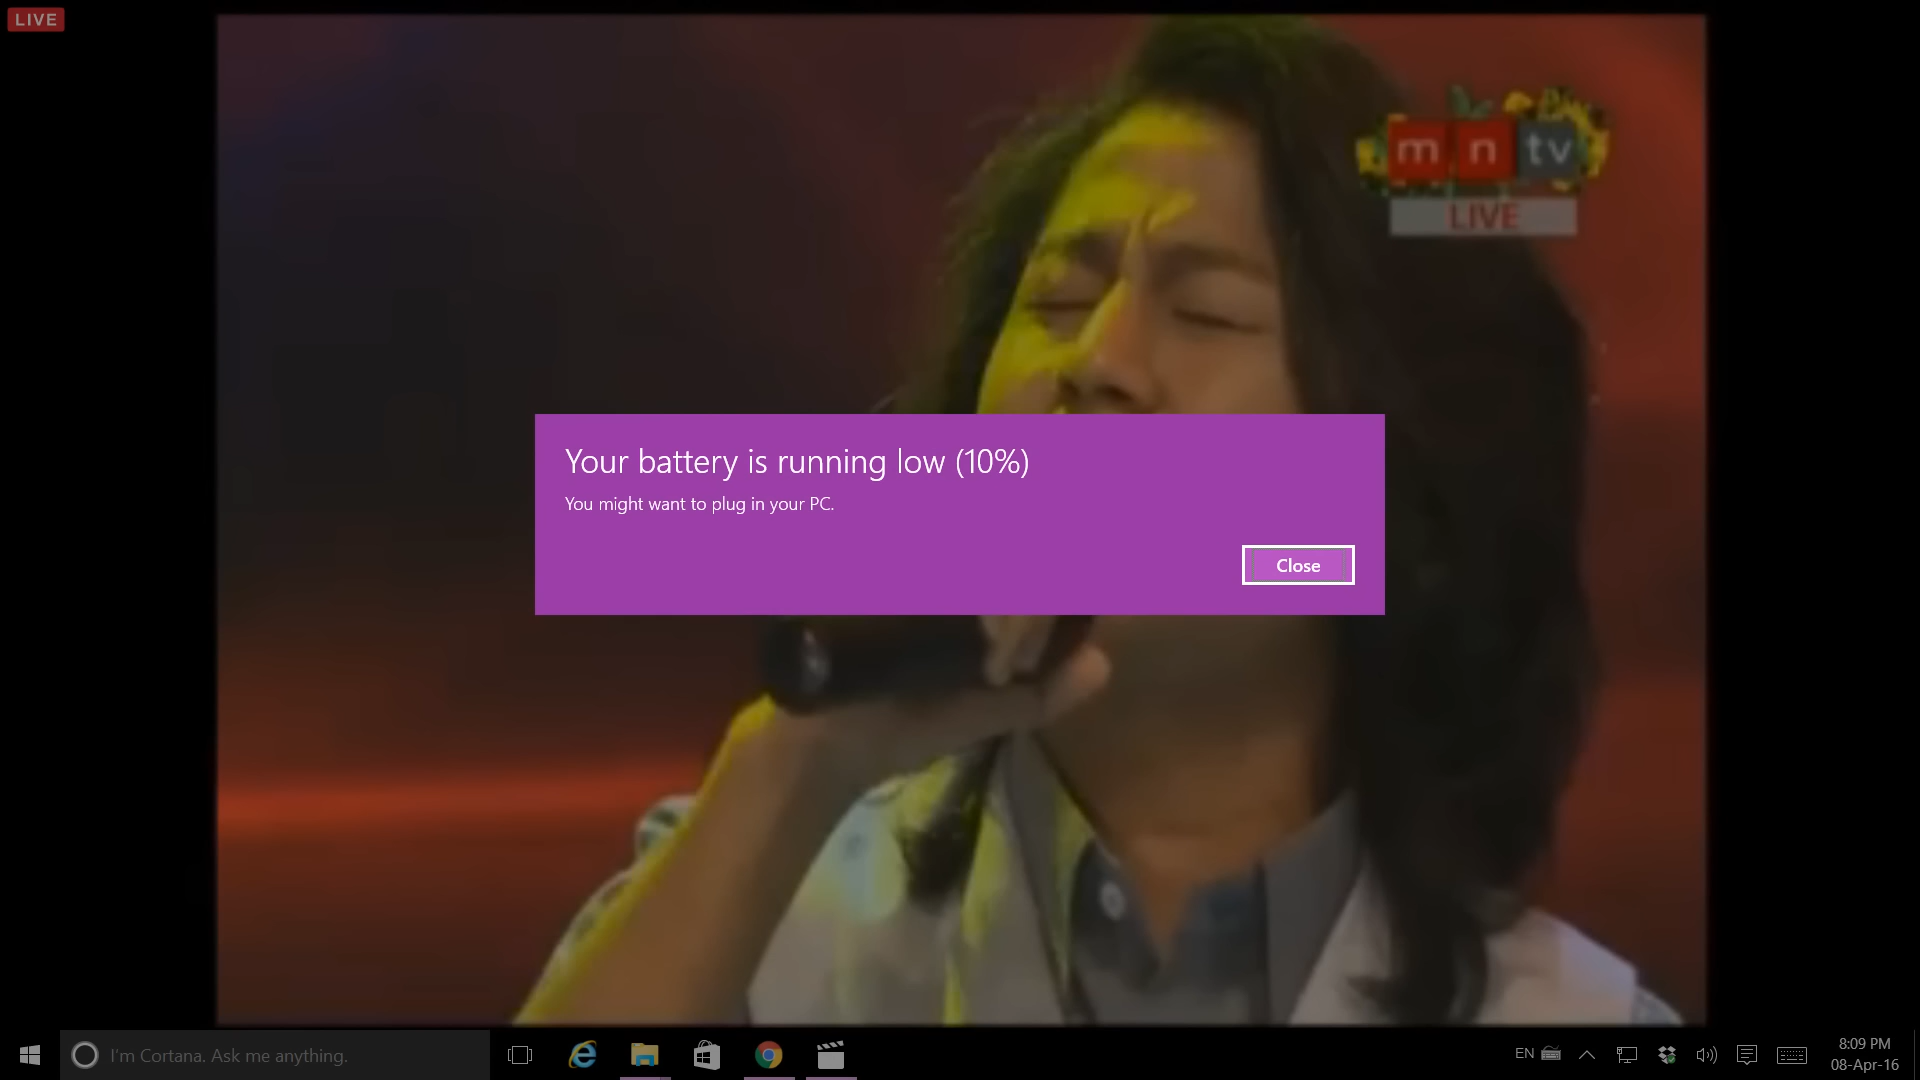 LIVE
m n tv
LIVE
Your battery is running low (10%)
You might want to plug in your PC.
Close
I'm Cortana. Ask me anything.
EN
8:09 PM
08-Apr-16